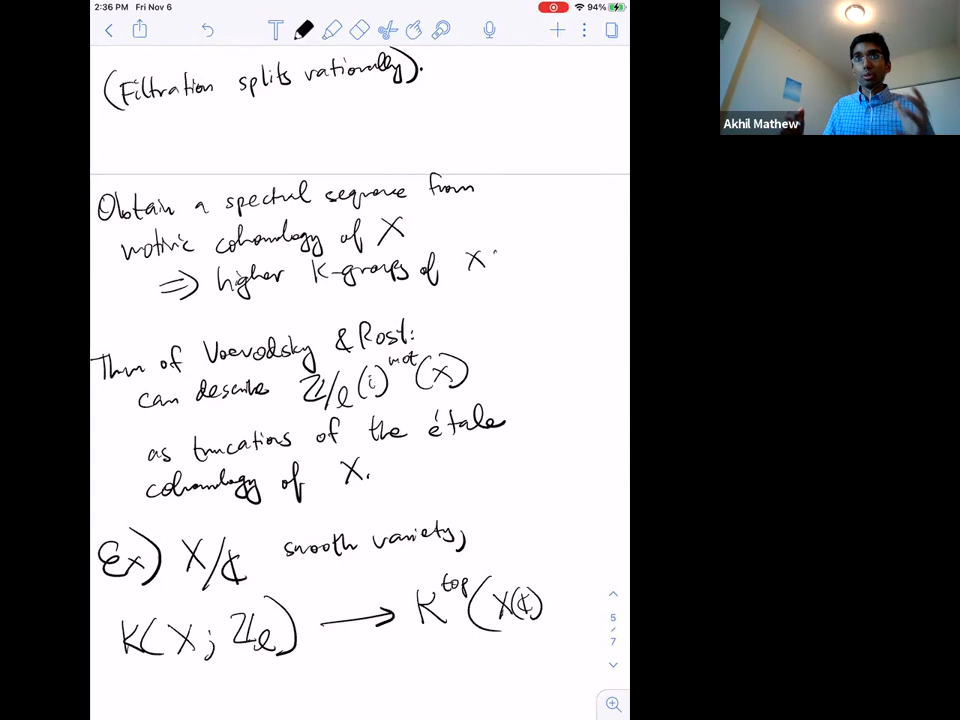 2:36 PM Fri Nov 6
94%
(Filtration splits rationally).
Akhil Mathew
Obtain a spectral sequence from
motivic cohomology of X
⇒ higher K-groups of X.
Thm of Voevodsky & Rost:
can describe ℤ/ℓ(i)^mot(X)
as truncations of the étale
cohomology of X.
Ex) X/ℂ smooth variety,
K(X; ℤ_ℓ) ⟶ K^top(X(ℂ)
5
/
7